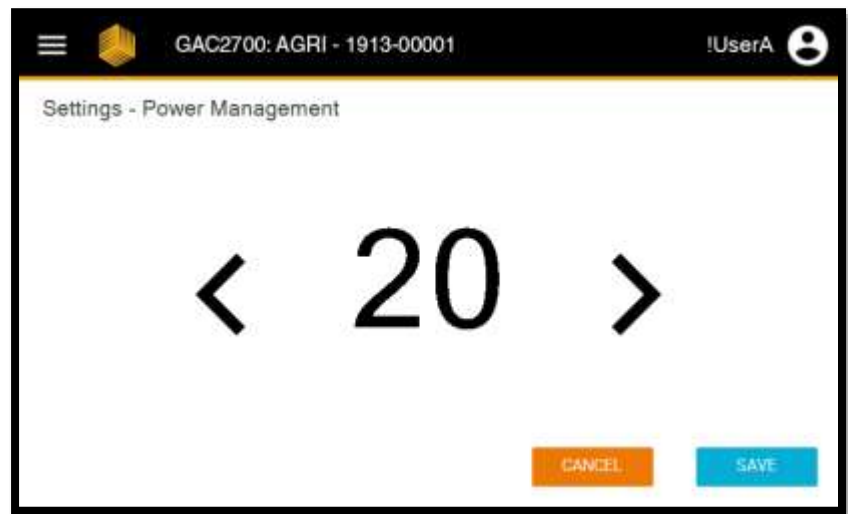 GAC2700: AGRI - 1913-00001 !UserA
Settings - Power Management
20
CANCEL SAVE